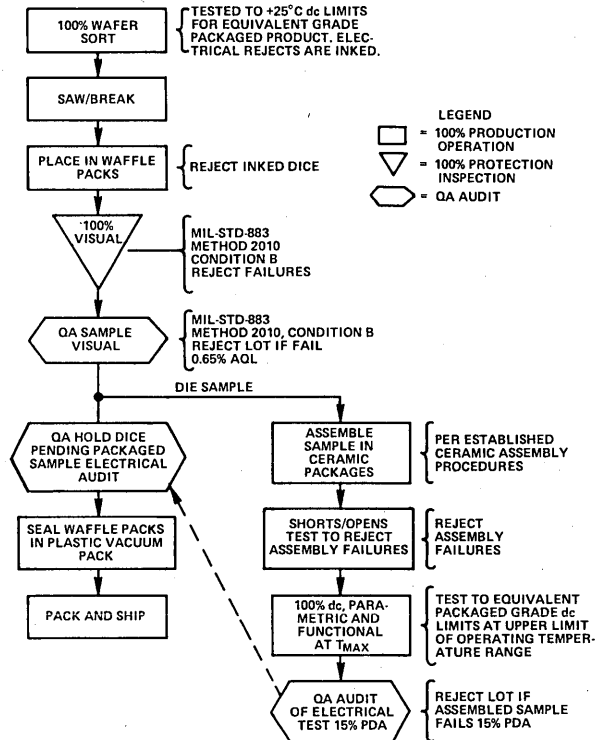 100% WAFER
SORT
TESTED TO +25°C dc LIMITS
FOR EQUIVALENT GRADE
PACKAGED PRODUCT. ELEC-
TRICAL REJECTS ARE INKED.
SAW/BREAK
LEGEND
= 100% PRODUCTION
OPERATION
= 100% PROTECTION
INSPECTION
= QA AUDIT
PLACE IN WAFFLE
PACKS
REJECT INKED DICE
100%
VISUAL
MIL-STD-883
METHOD 2010
CONDITION B
REJECT FAILURES
QA SAMPLE
VISUAL
MIL-STD-883
METHOD 2010, CONDITION B
REJECT LOT IF FAIL
0.65% AQL
DIE SAMPLE
QA HOLD DICE
PENDING PACKAGED
SAMPLE ELECTRICAL
AUDIT
ASSEMBLE
SAMPLE IN
CERAMIC
PACKAGES
PER ESTABLISHED
CERAMIC ASSEMBLY
PROCEDURES
SEAL WAFFLE PACKS
IN PLASTIC VACUUM
PACK
SHORTS/OPENS
TEST TO REJECT
ASSEMBLY FAILURES
REJECT
ASSEMBLY
FAILURES
PACK AND SHIP
100% dc, PARA-
METRIC AND
FUNCTIONAL
AT TMAX
TEST TO EQUIVALENT
PACKAGED GRADE dc
LIMITS AT UPPER LIMIT
OF OPERATING TEMPER-
ATURE RANGE
QA AUDIT
OF ELECTRICAL
TEST 15% PDA
REJECT LOT IF
ASSEMBLED SAMPLE
FAILS 15% PDA